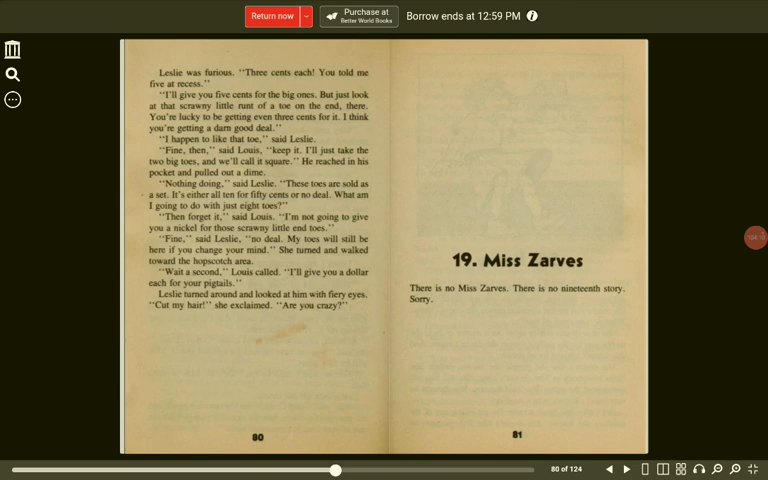 Return now
Purchase at
Better World Books
Borrow ends at 12:59 PM
Leslie was furious. "Three cents each! You told me
five at recess."
"I'll give you five cents for the big ones. But just look
at that scrawny little runt of a toe on the end, there.
You're lucky to be getting even three cents for it. I think
you're getting a darn good deal."
"I happen to like that toe," said Leslie.
"Fine, then," said Louis, "keep it. I'll just take the
two big toes, and we'll call it square." He reached in his
pocket and pulled out a dime.
"Nothing doing," said Leslie. "These toes are sold as
a set. It's either all ten for fifty cents or no deal. What am
I going to do with just eight toes?"
"Then forget it," said Louis. "I'm not going to give
you a nickel for those scrawny little end toes."
"Fine," said Leslie, "no deal. My toes will still be
here if you change your mind." She turned and walked
toward the hopscotch area.
"Wait a second," Louis called. "I'll give you a dollar
each for your pigtails."
Leslie turned around and looked at him with fiery eyes.
"Cut my hair!" she exclaimed. "Are you crazy?"
80
19. Miss Zarves
There is no Miss Zarves. There is no nineteenth story.
Sorry.
81
80 of 124